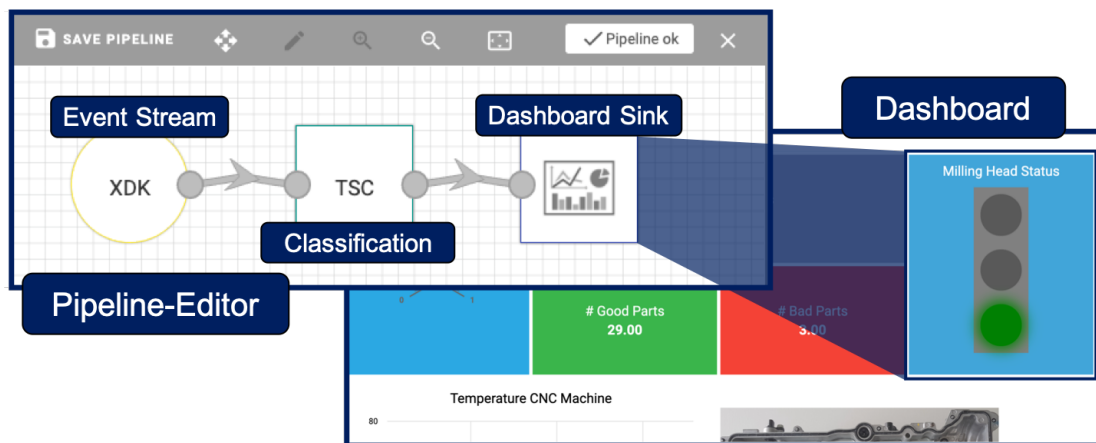 SAVE PIPELINE
Pipeline ok
Event Stream
Dashboard Sink
Dashboard
XDK
TSC
Milling Head Status
Classification
Pipeline-Editor
0
1
# Good Parts
29.00
# Bad Parts
3.00
Temperature CNC Machine
80